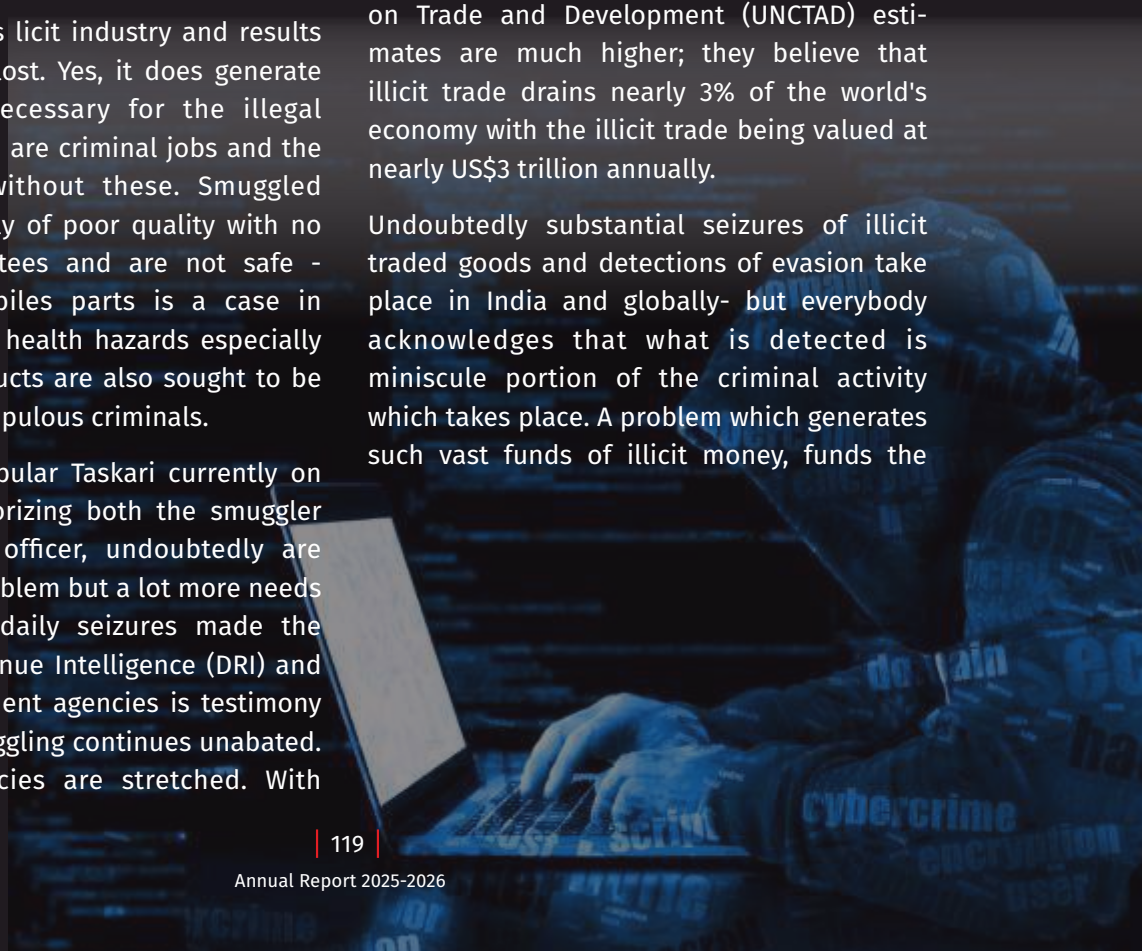 s licit industry and results
ost. Yes, it does generate
ecessary for the illegal
are criminal jobs and the
without these. Smuggled
y of poor quality with no
tees and are not safe -
biles parts is a case in
health hazards especially
ucts are also sought to be
pulous criminals.
pular Taskari currently on
orizing both the smuggler
officer, undoubtedly are
blem but a lot more needs
daily seizures made the
nue Intelligence (DRI) and
ent agencies is testimony
ggling continues unabated.
cies are stretched. With
on Trade and Development (UNCTAD) esti-
mates are much higher; they believe that
illicit trade drains nearly 3% of the world's
economy with the illicit trade being valued at
nearly US$3 trillion annually.
Undoubtedly substantial seizures of illicit
traded goods and detections of evasion take
place in India and globally- but everybody
acknowledges that what is detected is
miniscule portion of the criminal activity
which takes place. A problem which generates
such vast funds of illicit money, funds the
domain
script
cybercrime
encryption
user
119
Annual Report 2025-2026